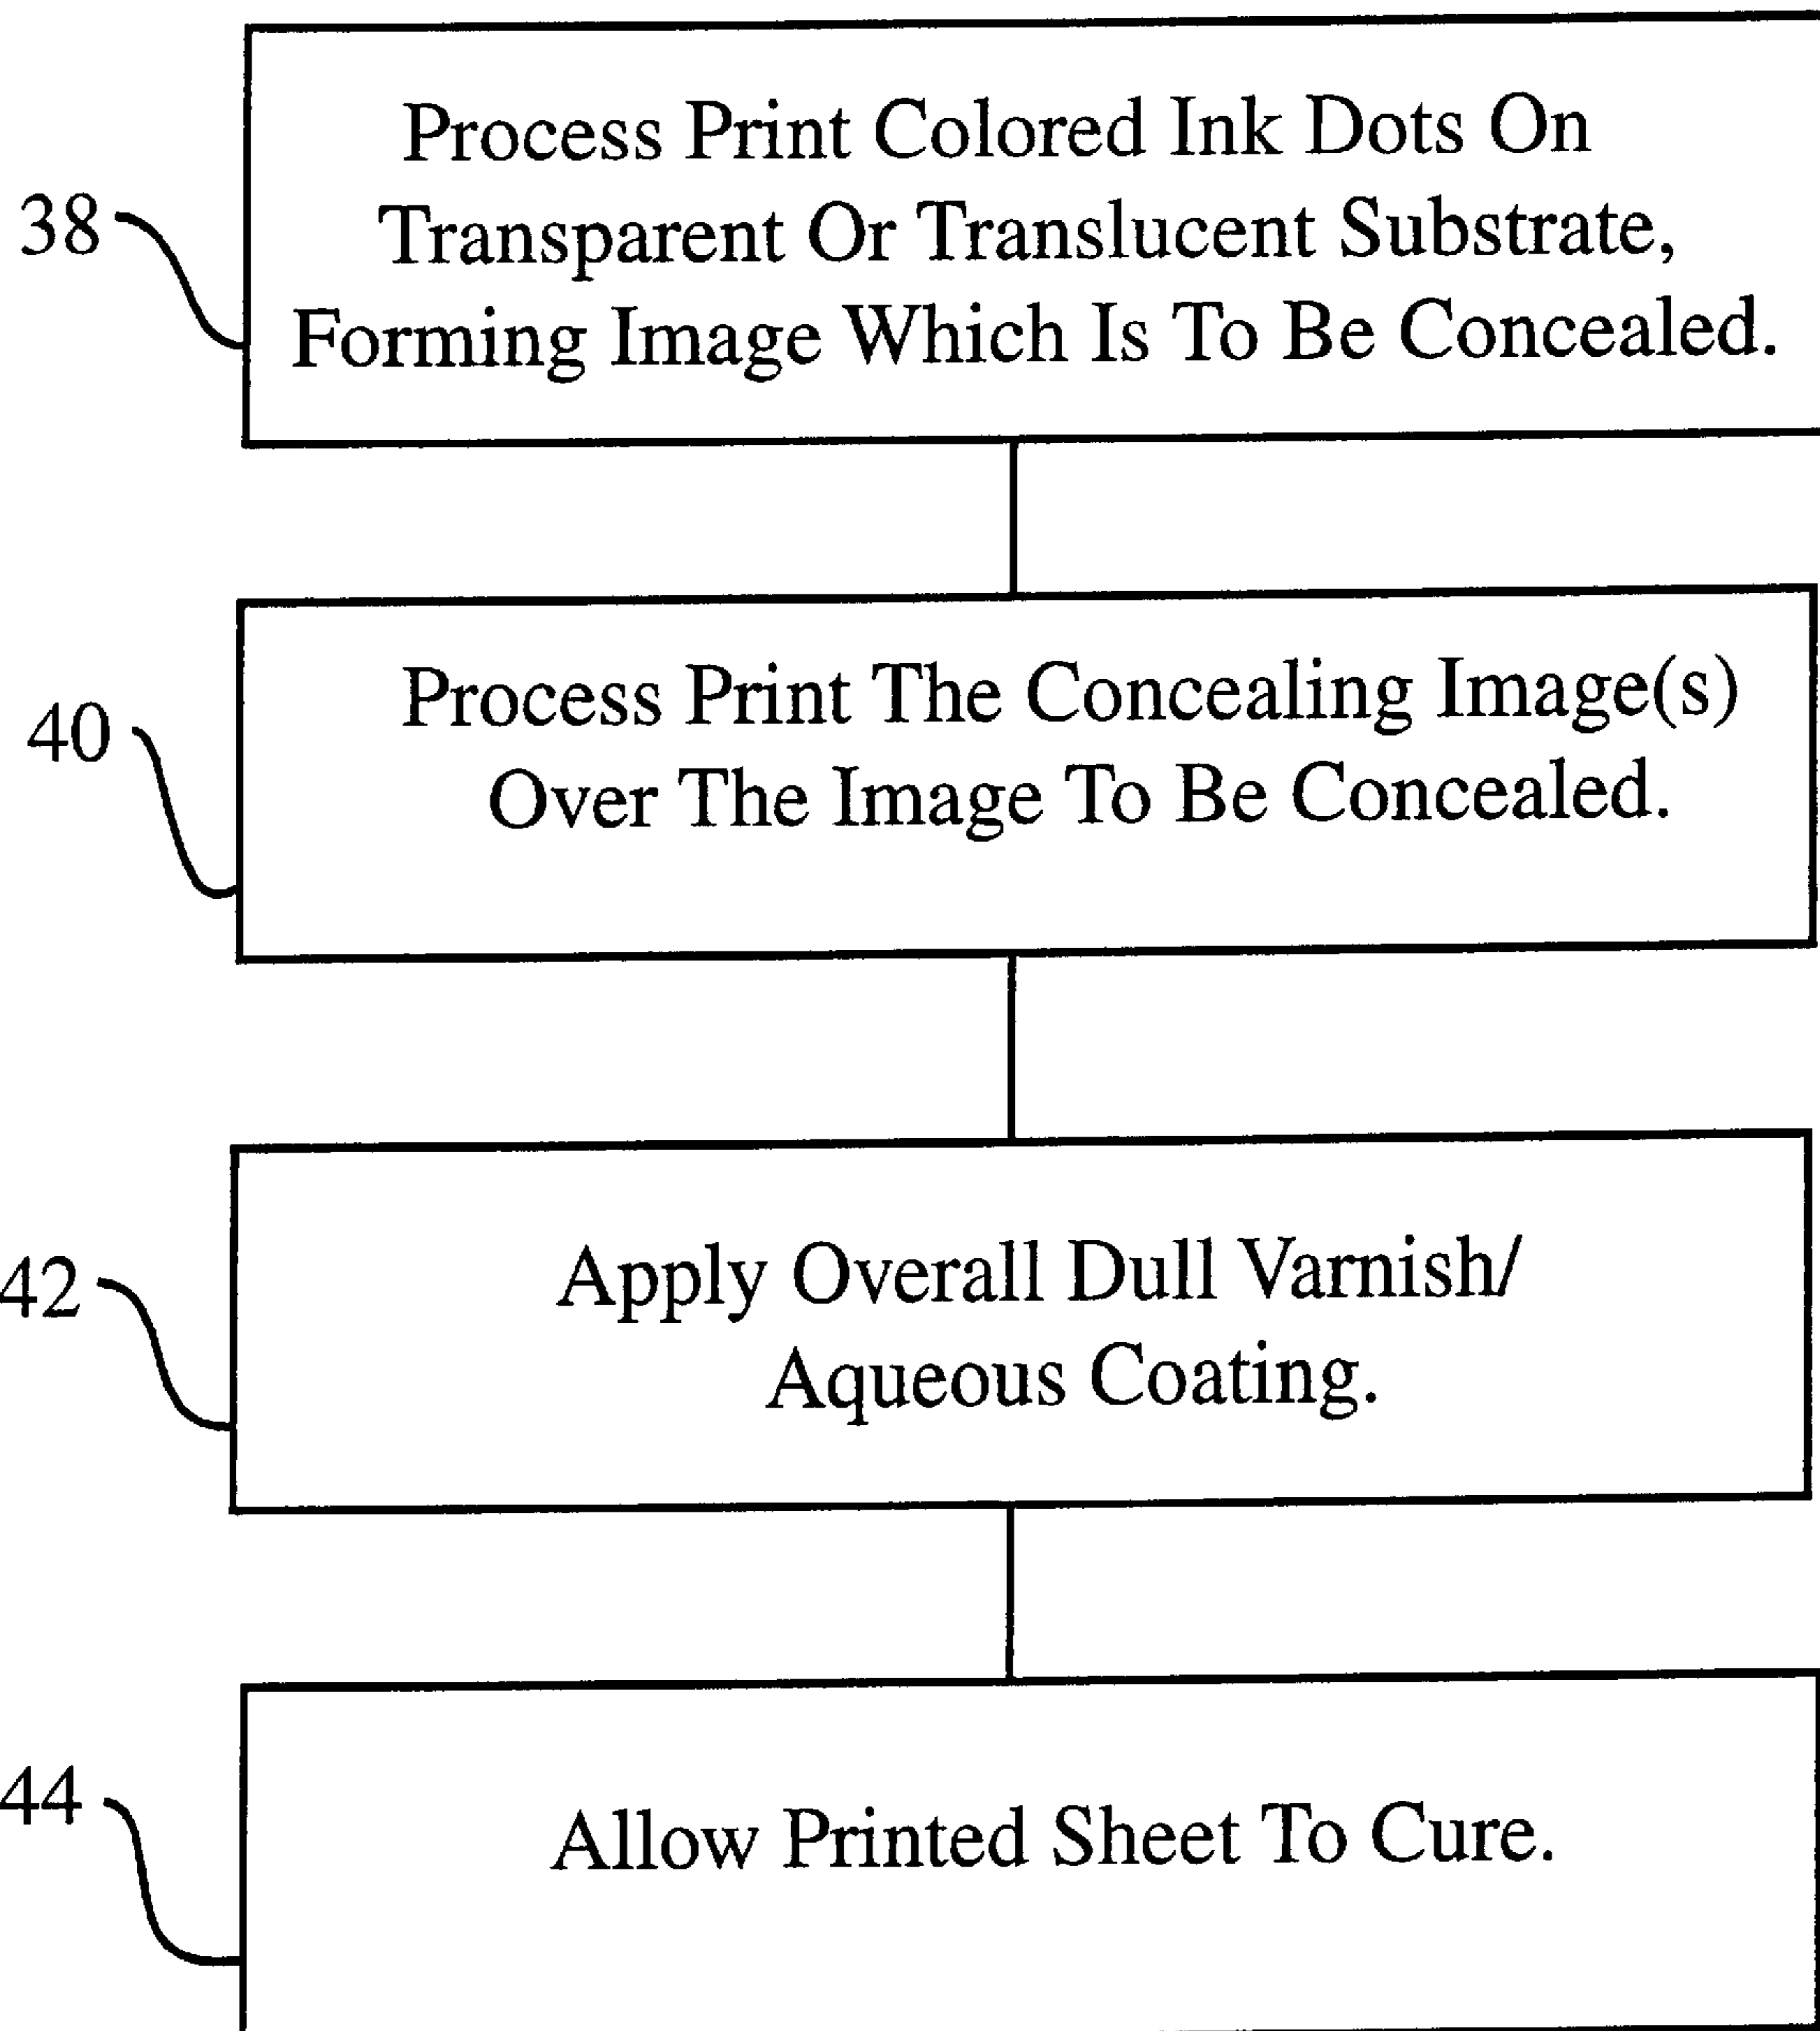 38
Process Print Colored Ink Dots On
Transparent Or Translucent Substrate,
Forming Image Which Is To Be Concealed.
40
Process Print The Concealing Image(s)
Over The Image To Be Concealed.
42
Apply Overall Dull Varnish/
Aqueous Coating.
44
Allow Printed Sheet To Cure.